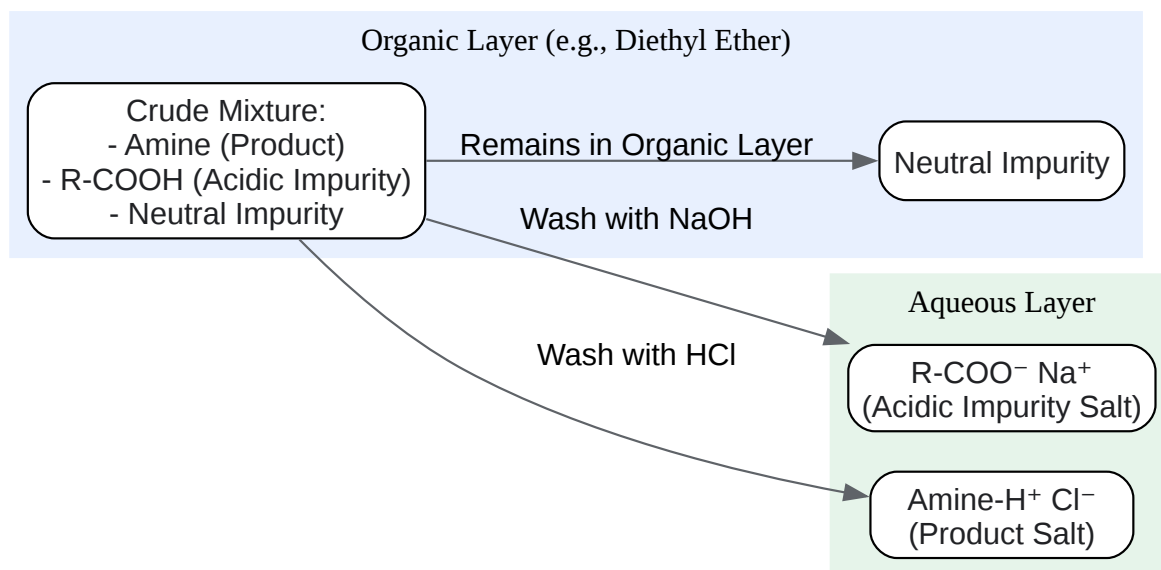 Organic Layer (e.g., Diethyl Ether)
Crude Mixture:
- Amine (Product)
- R-COOH (Acidic Impurity)
- Neutral Impurity
Remains in Organic Layer
Neutral Impurity
Wash with NaOH
Aqueous Layer
Wash with HCl
R-COO⁻ Na⁺
(Acidic Impurity Salt)
Amine-H⁺ Cl⁻
(Product Salt)